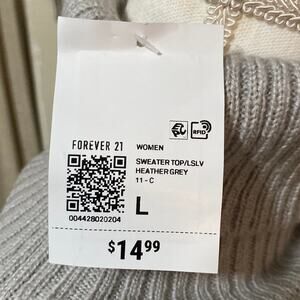 RFID
FOREVER 21
WOMEN
SWEATER TOP/LSLV
HEATHER GREY
11 - C
L
004428020204
$14.99